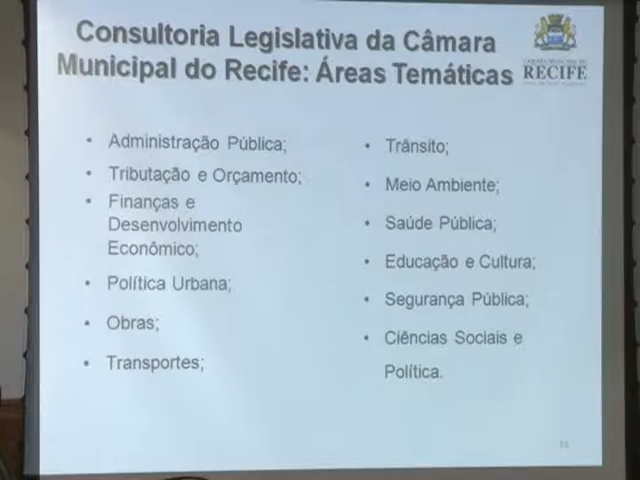 Consultoria Legislativa da Câmara
Municipal do Recife: Áreas Temáticas
RECIFE
• Administração Pública;
• Tributação e Orçamento;
• Finanças e
Desenvolvimento
Econômico;
• Política Urbana;
• Obras;
• Transportes;
• Trânsito;
• Meio Ambiente;
• Saúde Pública;
• Educação e Cultura;
• Segurança Pública;
• Ciências Sociais e
Política.